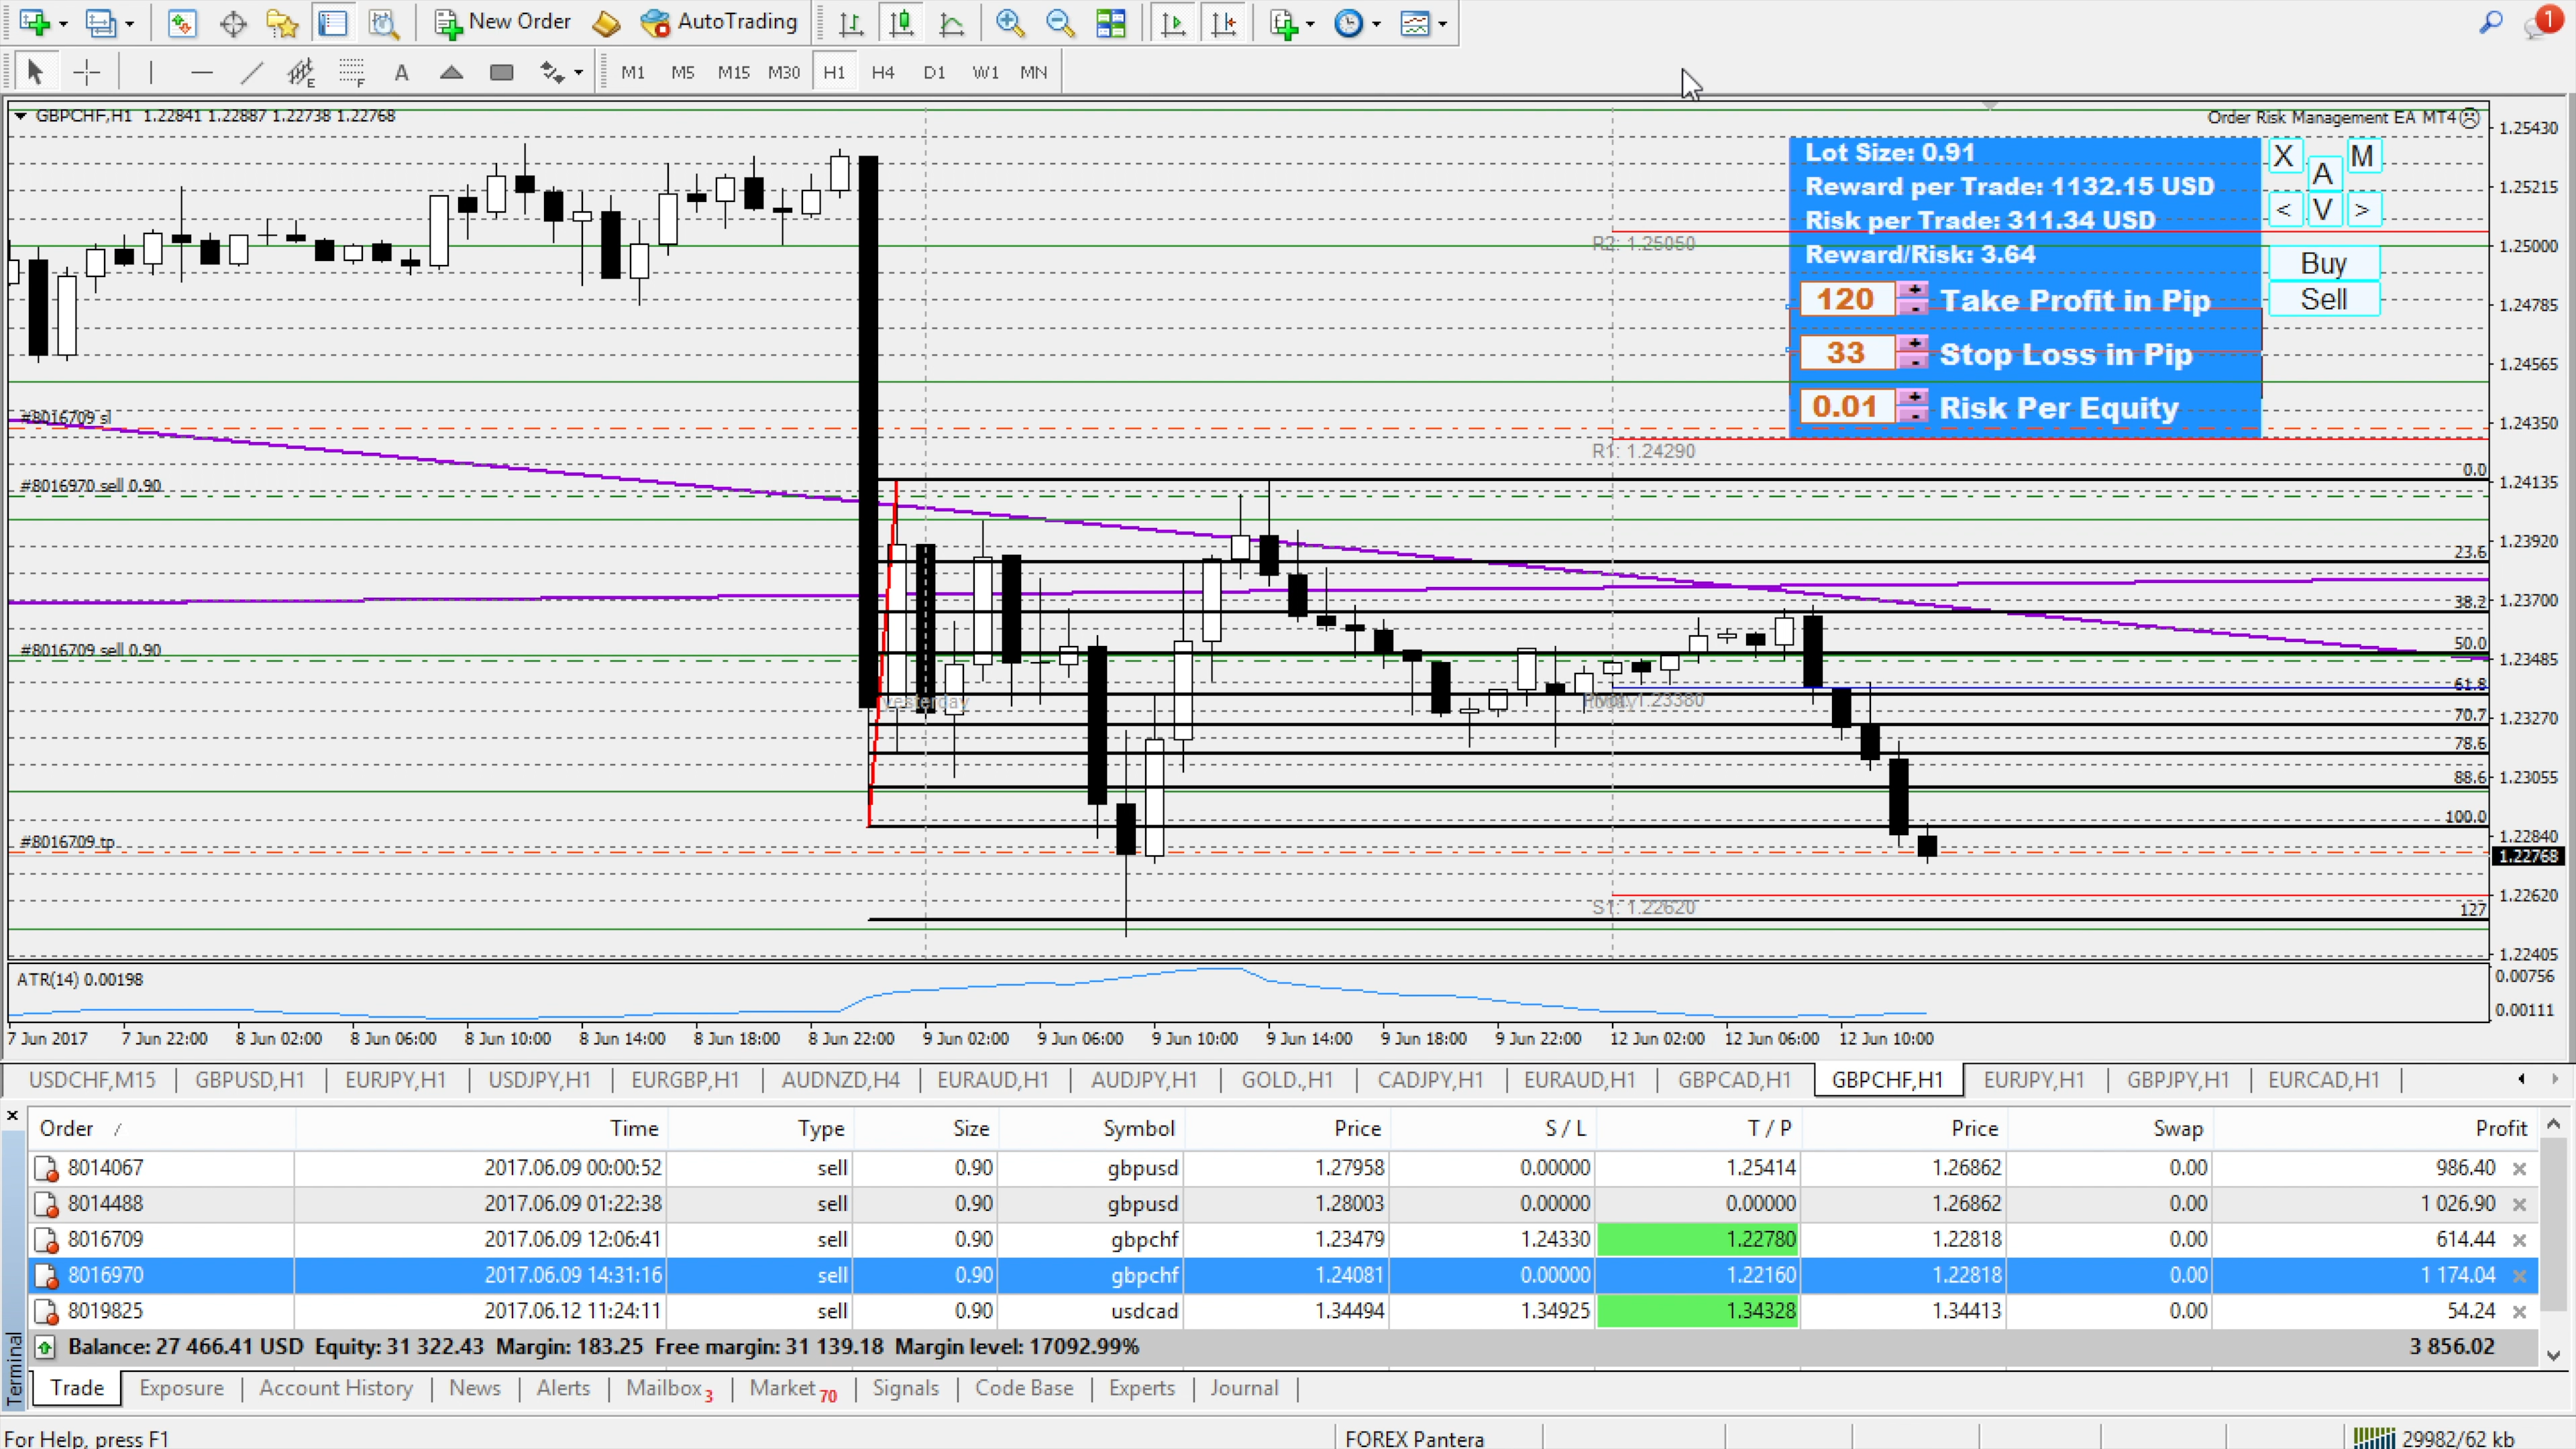 New Order AutoTrading 1
E F A M1 M5 M15 M30 H1 H4 D1 W1 MN
GBPCHF,H1 1.22841 1.22887 1.22738 1.22768
Order Risk Management EA MT4
Lot Size: 0.91
Reward per Trade: 1132.15 USD
Risk per Trade: 311.34 USD
Reward/Risk: 3.64
120 + - Take Profit in Pip
33 + - Stop Loss in Pip
0.01 + - Risk Per Equity
X A M
< V >
Buy
Sell
1.25430
1.25215
1.25000
1.24785
1.24565
1.24350
1.24135
1.23920
1.23700
1.23485
1.23270
1.23055
1.22840
1.22768
1.22620
1.22405
R2: 1.25050
#8016709 sl
R1: 1.24290
0.0
#8016970 sell 0.90
23.6
38.2
#8016709 sell 0.90
50.0
61.8
yesterday
1.23380
70.7
78.6
88.6
100.0
#8016709 tp
S1: 1.22620
127
ATR(14) 0.00198
0.00756
0.00111
7 Jun 2017 7 Jun 22:00 8 Jun 02:00 8 Jun 06:00 8 Jun 10:00 8 Jun 14:00 8 Jun 18:00 8 Jun 22:00 9 Jun 02:00 9 Jun 06:00 9 Jun 10:00 9 Jun 14:00 9 Jun 18:00 9 Jun 22:00 12 Jun 02:00 12 Jun 06:00 12 Jun 10:00
USDCHF,M15 GBPUSD,H1 EURJPY,H1 USDJPY,H1 EURGBP,H1 AUDNZD,H4 EURAUD,H1 AUDJPY,H1 GOLD.,H1 CADJPY,H1 EURAUD,H1 GBPCAD,H1 GBPCHF,H1 EURJPY,H1 GBPJPY,H1 EURCAD,H1
Order / Time Type Size Symbol Price S / L T / P Price Swap Profit
8014067 2017.06.09 00:00:52 sell 0.90 gbpusd 1.27958 0.00000 1.25414 1.26862 0.00 986.40
8014488 2017.06.09 01:22:38 sell 0.90 gbpusd 1.28003 0.00000 0.00000 1.26862 0.00 1 026.90
8016709 2017.06.09 12:06:41 sell 0.90 gbpchf 1.23479 1.24330 1.22780 1.22818 0.00 614.44
8016970 2017.06.09 14:31:16 sell 0.90 gbpchf 1.24081 0.00000 1.22160 1.22818 0.00 1 174.04
8019825 2017.06.12 11:24:11 sell 0.90 usdcad 1.34494 1.34925 1.34328 1.34413 0.00 54.24
Balance: 27 466.41 USD Equity: 31 322.43 Margin: 183.25 Free margin: 31 139.18 Margin level: 17092.99% 3 856.02
Terminal
Trade Exposure Account History News Alerts Mailbox 3 Market 70 Signals Code Base Experts Journal
For Help, press F1 FOREX Pantera 29982/62 kb